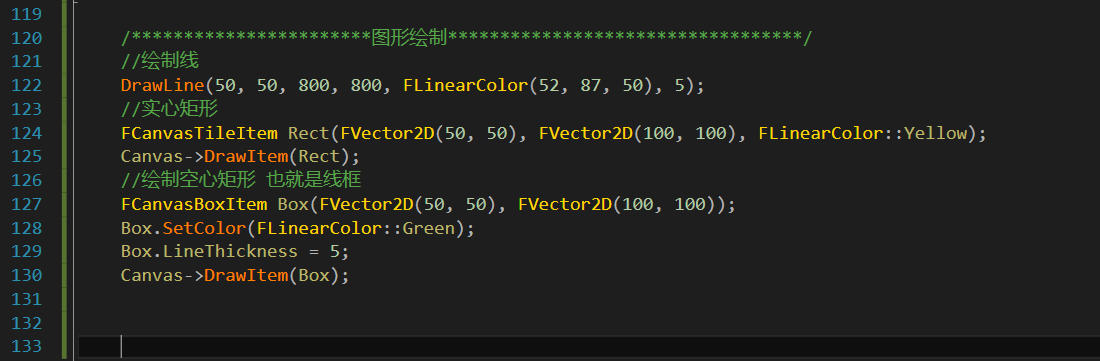 119
120 /***********************图形绘制**********************************/
121 //绘制线
122 DrawLine(50, 50, 800, 800, FLinearColor(52, 87, 50), 5);
123 //实心矩形
124 FCanvasTileItem Rect(FVector2D(50, 50), FVector2D(100, 100), FLinearColor::Yellow);
125 Canvas->DrawItem(Rect);
126 //绘制空心矩形 也就是线框
127 FCanvasBoxItem Box(FVector2D(50, 50), FVector2D(100, 100));
128 Box.SetColor(FLinearColor::Green);
129 Box.LineThickness = 5;
130 Canvas->DrawItem(Box);
131
132
133